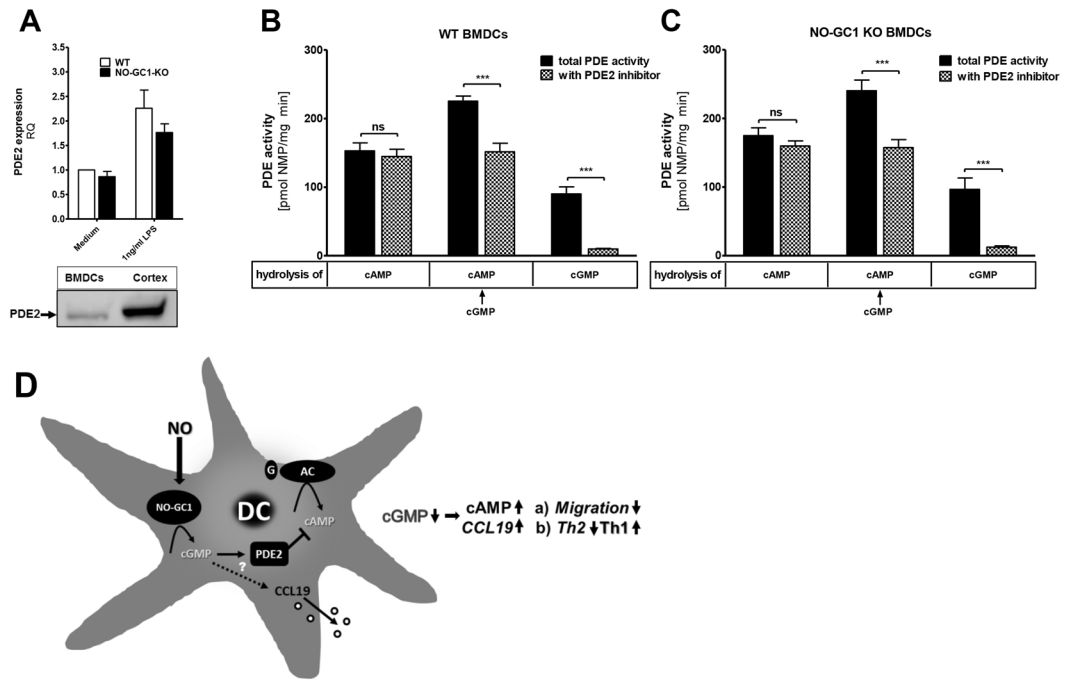 A
3.5
3.0
2.5
2.0
1.5
1.0
0.5
0.0
PDE2 expression
RQ
WT
NO-GC1-KO
Medium
1ng/ml LPS
BMDCs Cortex
PDE2
B
WT BMDCs
300
200
100
0
PDE activity
[pmol NMP/mg min]
total PDE activity
with PDE2 inhibitor
ns
***
***
hydrolysis of cAMP cAMP cGMP
cGMP
C
NO-GC1 KO BMDCs
300
200
100
0
PDE activity
[pmol NMP/mg min]
total PDE activity
with PDE2 inhibitor
ns
***
***
hydrolysis of cAMP cAMP cGMP
cGMP
D
NO
G AC
NO-GC1
DC
cAMP
cGMP
PDE2
?
CCL19
cGMP⬇➡cAMP⬆ a) Migration⬇
CCL19⬆ b) Th2⬇Th1⬆